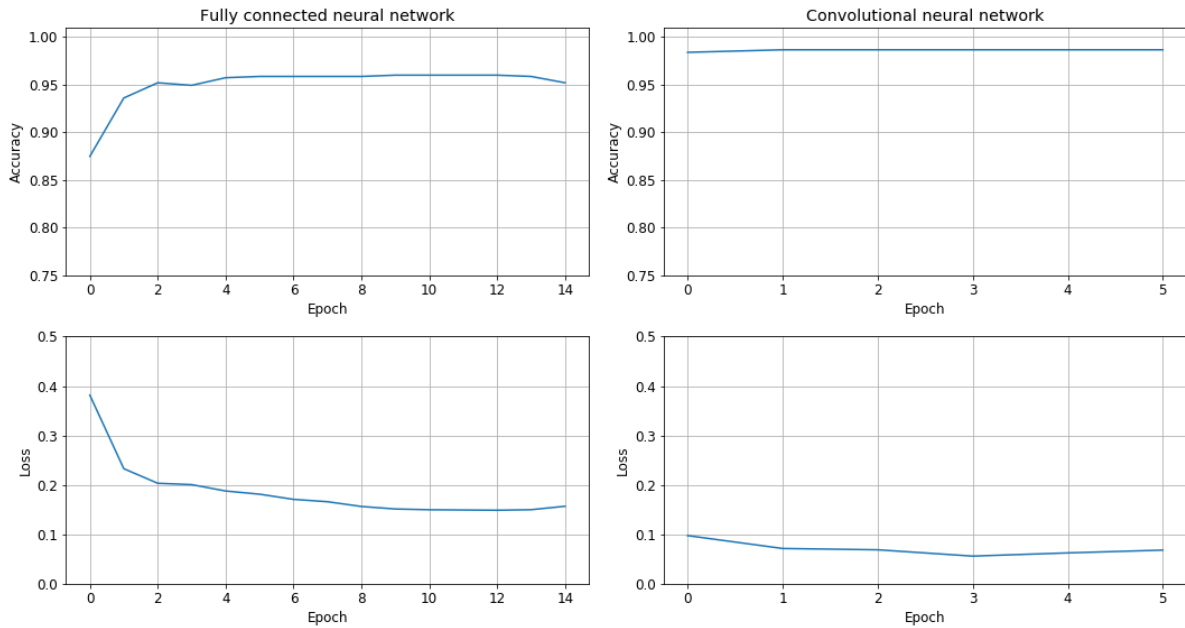 Fully connected neural network
1.00
0.95
0.90
0.85
0.80
0.75
Accuracy
0 2 4 6 8 10 12 14
Epoch
Convolutional neural network
1.00
0.95
0.90
0.85
0.80
0.75
Accuracy
0 1 2 3 4 5
Epoch
0.5
0.4
0.3
0.2
0.1
0.0
Loss
0 2 4 6 8 10 12 14
Epoch
0.5
0.4
0.3
0.2
0.1
0.0
Loss
0 1 2 3 4 5
Epoch